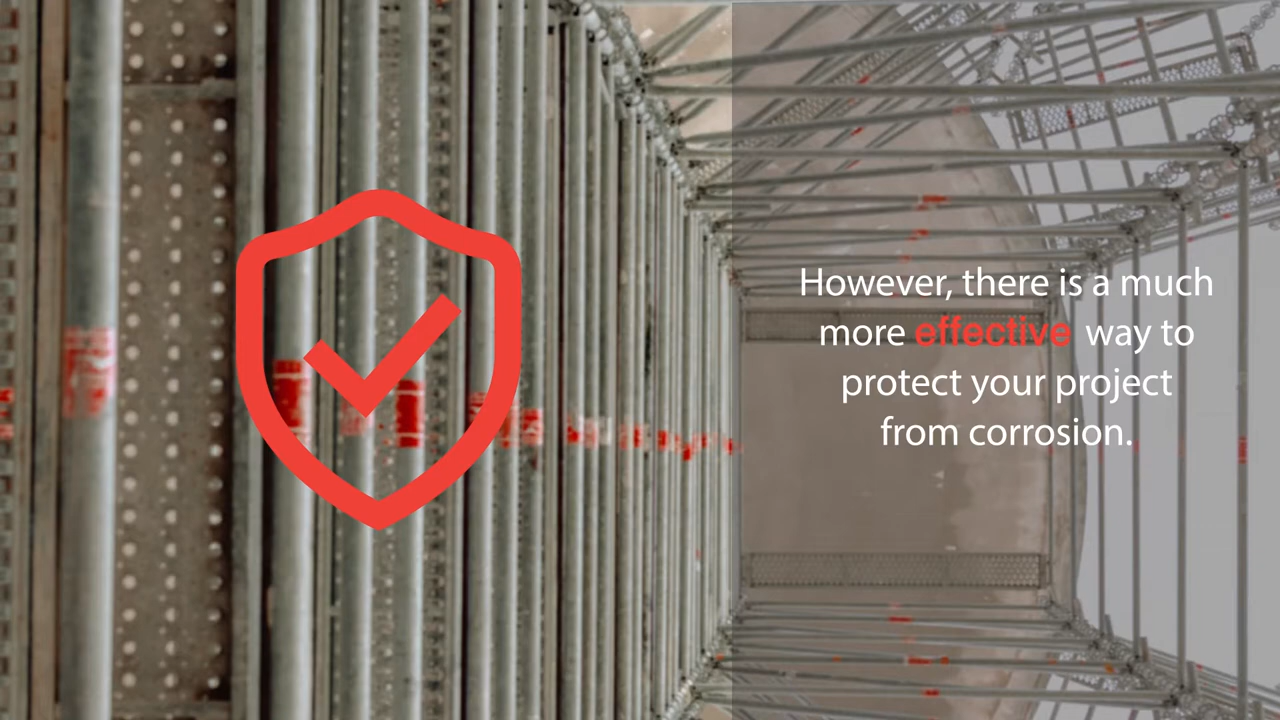 However, there is a much
more effective way to
protect your project
from corrosion.